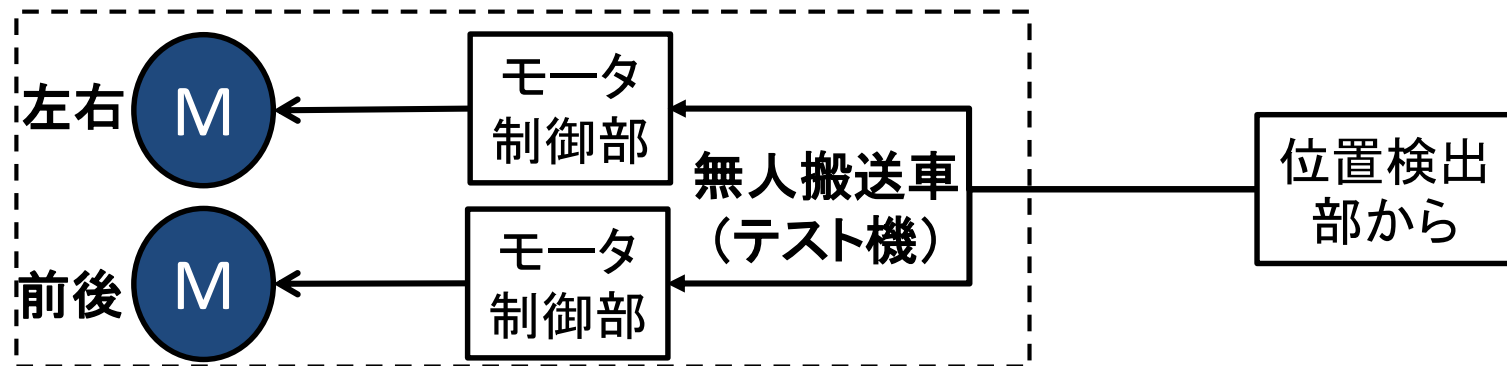 左右
M
モータ
制御部
無人搬送車
（テスト機）
前後
M
モータ
制御部
位置検出
部から